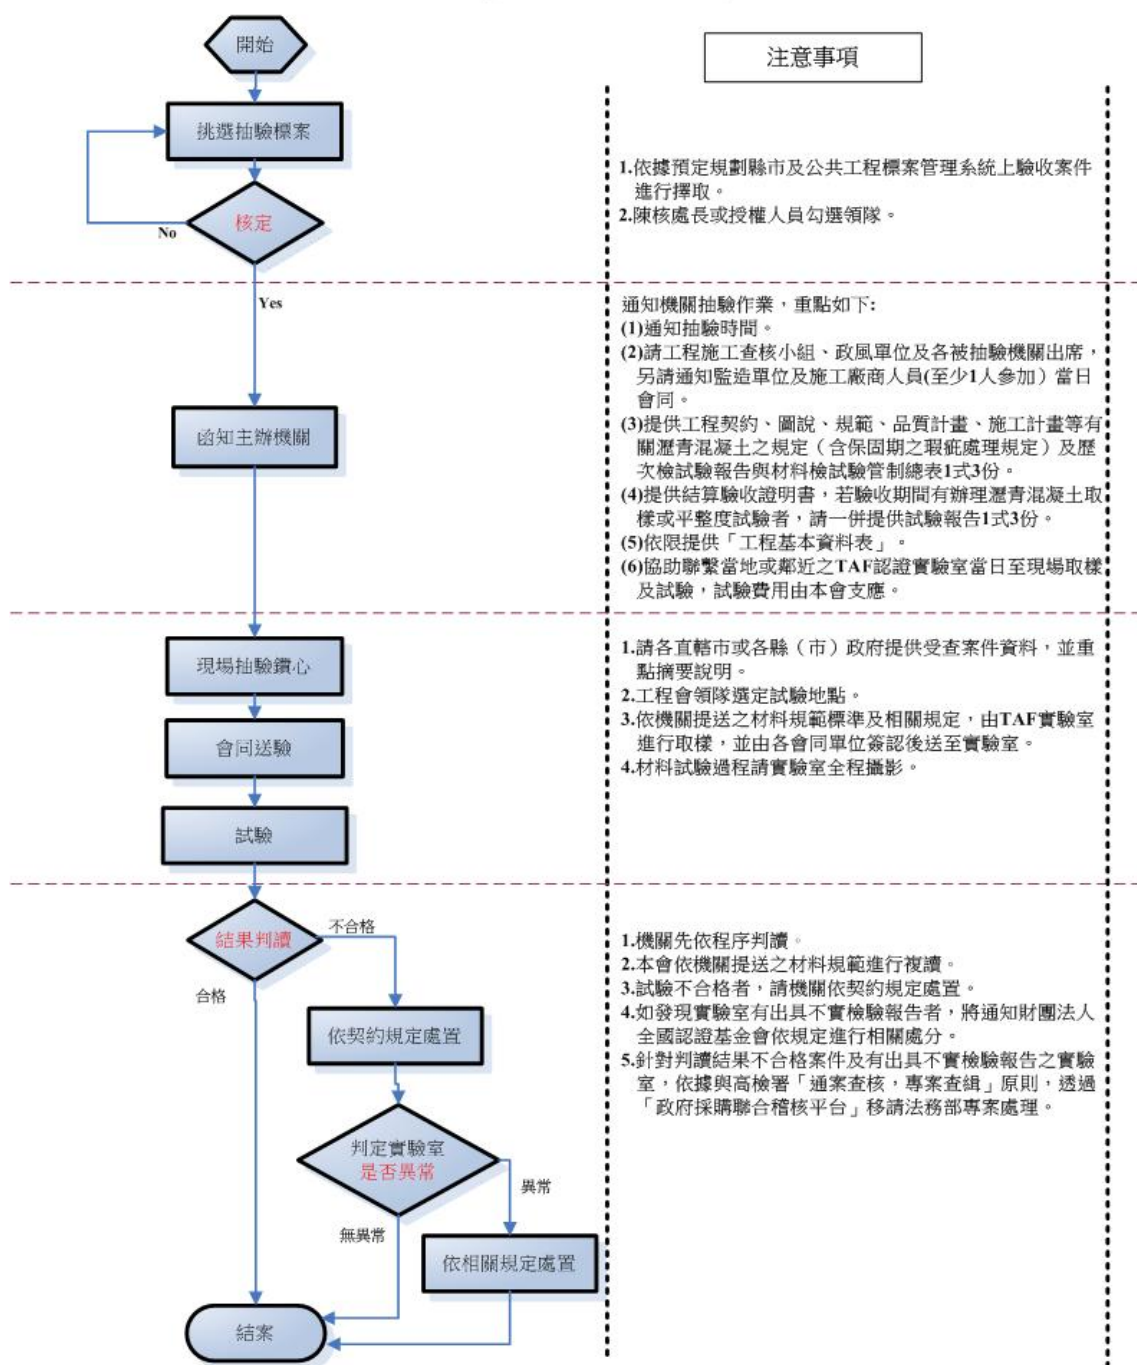 開始
注意事項
挑選抽驗標案
核定
No
1.依據預定規劃縣市及公共工程標案管理系統上驗收案件
進行擇取。
2.陳核處長或授權人員勾選領隊。
Yes
函知主辦機關
通知機關抽驗作業，重點如下:
(1)通知抽驗時間。
(2)請工程施工查核小組、政風單位及各被抽驗機關出席，
另請通知監造單位及施工廠商人員(至少1人參加）當日
會同。
(3)提供工程契約、圖說、規範、品質計畫、施工計畫等有
關瀝青混凝土之規定（含保固期之瑕疵處理規定）及歷
次檢試驗報告與材料檢試驗管制總表1式3份。
(4)提供結算驗收證明書，若驗收期間有辦理瀝青混凝土取
樣或平整度試驗者，請一併提供試驗報告1式3份。
(5)依限提供「工程基本資料表」。
(6)協助聯繫當地或鄰近之TAF認證實驗室當日至現場取樣
及試驗，試驗費用由本會支應。
現場抽驗鑽心
會同送驗
試驗
1.請各直轄市或各縣（市）政府提供受查案件資料，並重
點摘要說明。
2.工程會領隊選定試驗地點。
3.依機關提送之材料規範標準及相關規定，由TAF實驗室
進行取樣，並由各會同單位簽認後送至實驗室。
4.材料試驗過程請實驗室全程攝影。
結果判讀
不合格
合格
依契約規定處置
判定實驗室
是否異常
異常
無異常
依相關規定處置
結案
1.機關先依程序判讀。
2.本會依機關提送之材料規範進行複讀。
3.試驗不合格者，請機關依契約規定處置。
4.如發現實驗室有出具不實檢驗報告者，將通知財團法人
全國認證基金會依規定進行相關處分。
5.針對判讀結果不合格案件及有出具不實檢驗報告之實驗
室，依據與高檢署「通案查核，專案查緝」原則，透過
「政府採購聯合稽核平台」移請法務部專案處理。